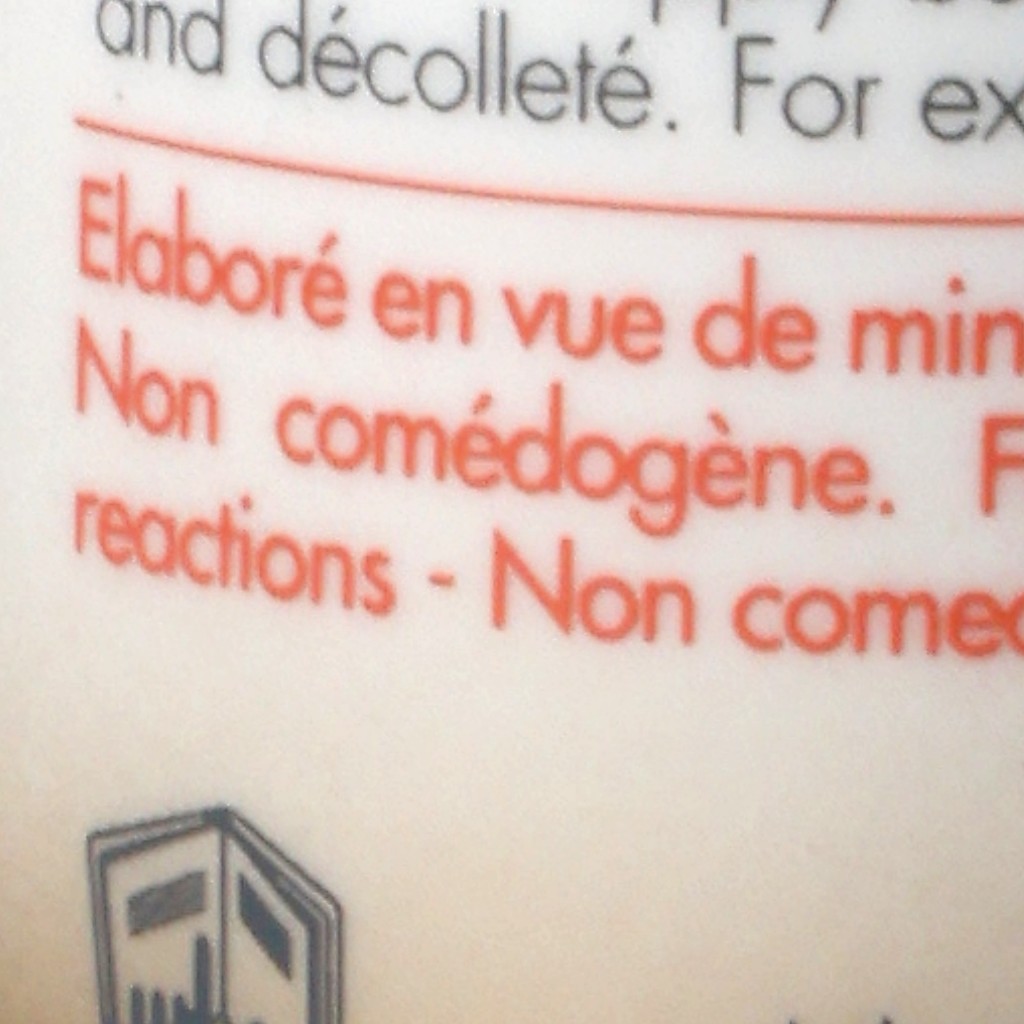 and décolleté. For ex
Elaboré en vue de min
Non comédogène. F
reactions - Non comed